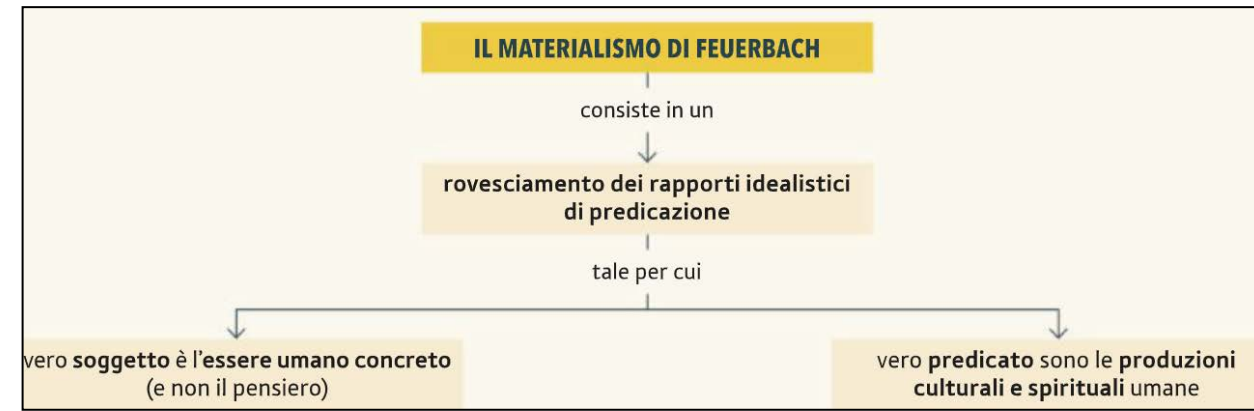 IL MATERIALISMO DI FEUERBACH
consiste in un
rovesciamento dei rapporti idealistici
di predicazione
tale per cui
vero soggetto è l'essere umano concreto
(e non il pensiero)
vero predicato sono le produzioni
culturali e spirituali umane